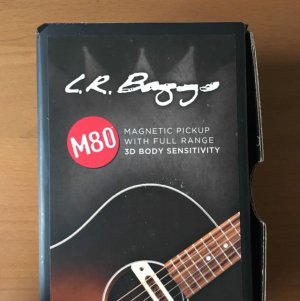 L.R. Baggs
M80
MAGNETIC PICKUP
WITH FULL RANGE
3D BODY SENSITIVITY